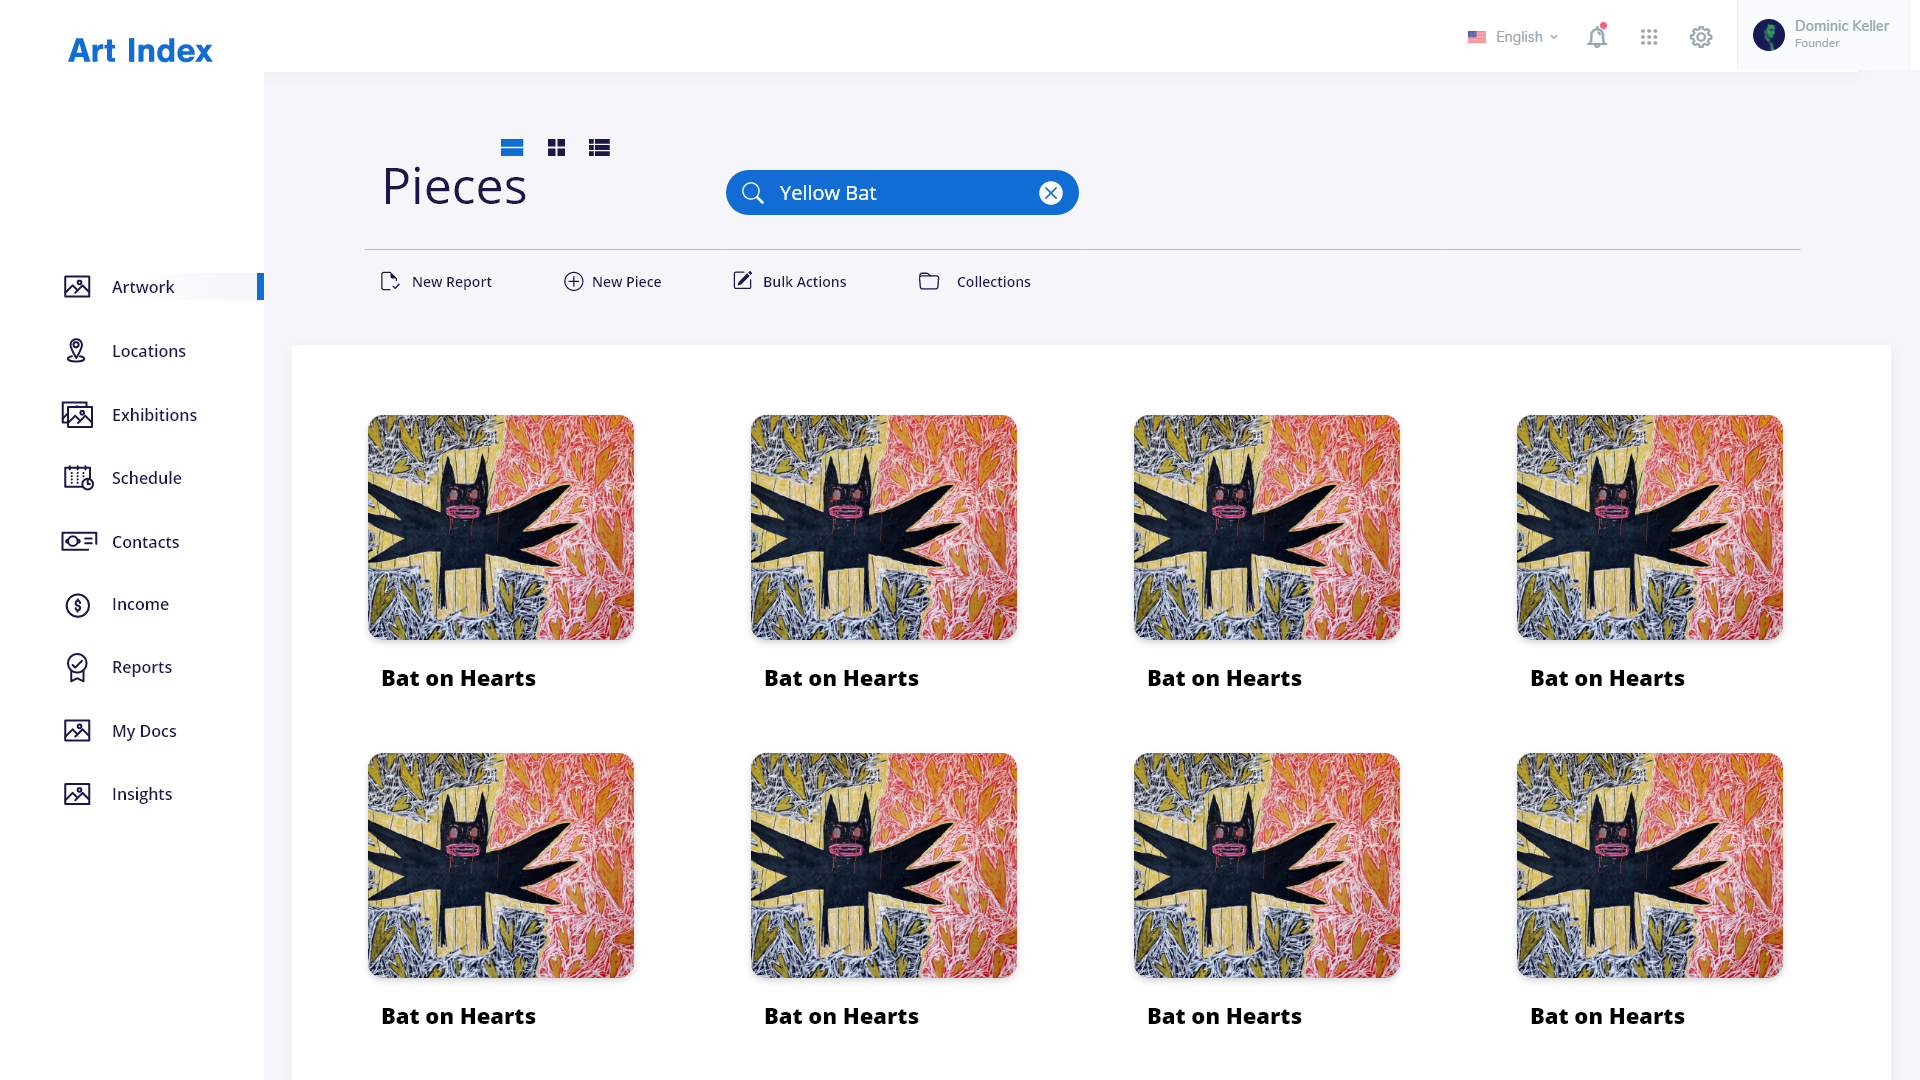 Art Index
English
Dominic Keller
Founder
Pieces
Yellow Bat
New Report
New Piece
Bulk Actions
Collections
Artwork
Locations
Exhibitions
Schedule
Contacts
Income
Reports
My Docs
Insights
Bat on Hearts
Bat on Hearts
Bat on Hearts
Bat on Hearts
Bat on Hearts
Bat on Hearts
Bat on Hearts
Bat on Hearts